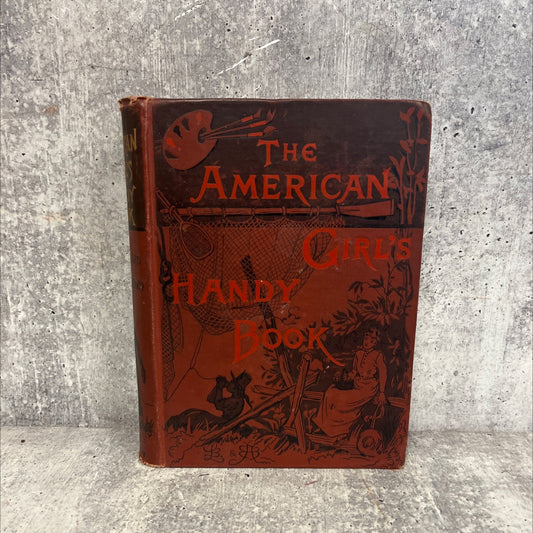 THE
AMERICAN
GIRL'S
HANDY
BOOK